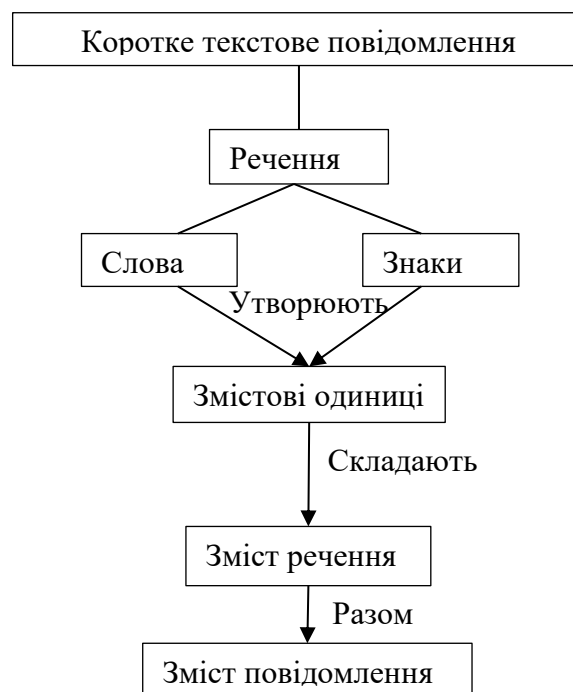 Коротке текстове повідомлення
Речення
Слова
Знаки
Утворюють
Змістові одиниці
Складають
Зміст речення
Разом
Зміст повідомлення